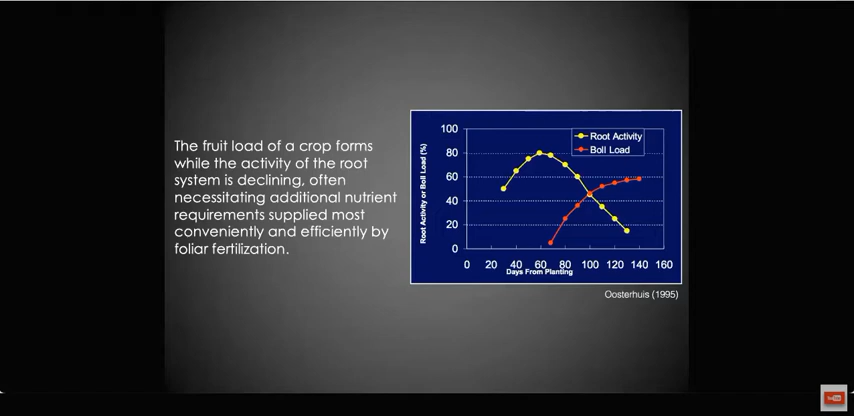 The fruit load of a crop forms
while the activity of the root
system is declining, often
necessitating additional nutrient
requirements supplied most
conveniently and efficiently by
foliar fertilization.
Root Activity or Boll Load (%)
100
80
60
40
20
0
Root Activity
Boll Load
0 20 40 60 80 100 120 140 160
Days From Planting
Oosterhuis (1995)